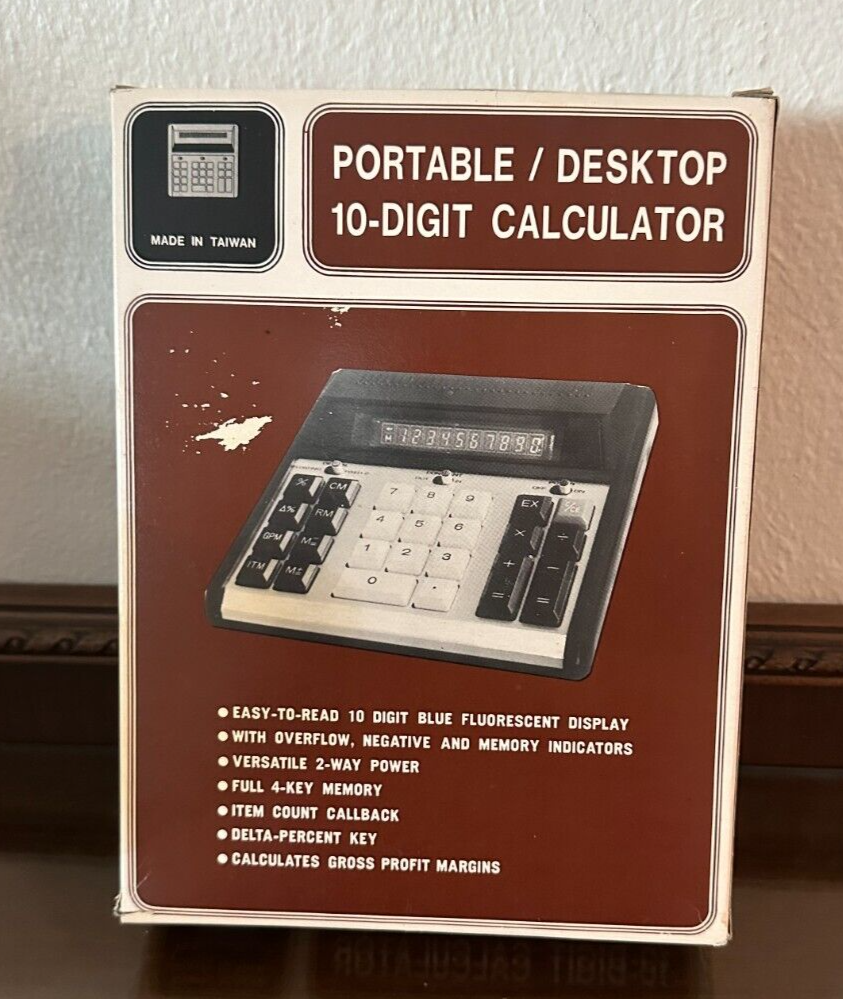 MADE IN TAIWAN
PORTABLE / DESKTOP
10-DIGIT CALCULATOR
1234567890
% CM 7 8 9 EX
Δ% RM 4 5 6 × ÷
GPM 1 2 3 + −
ITM 0 . = =
● EASY-TO-READ 10 DIGIT BLUE FLUORESCENT DISPLAY
● WITH OVERFLOW, NEGATIVE AND MEMORY INDICATORS
● VERSATILE 2-WAY POWER
● FULL 4-KEY MEMORY
● ITEM COUNT CALLBACK
● DELTA-PERCENT KEY
● CALCULATES GROSS PROFIT MARGINS